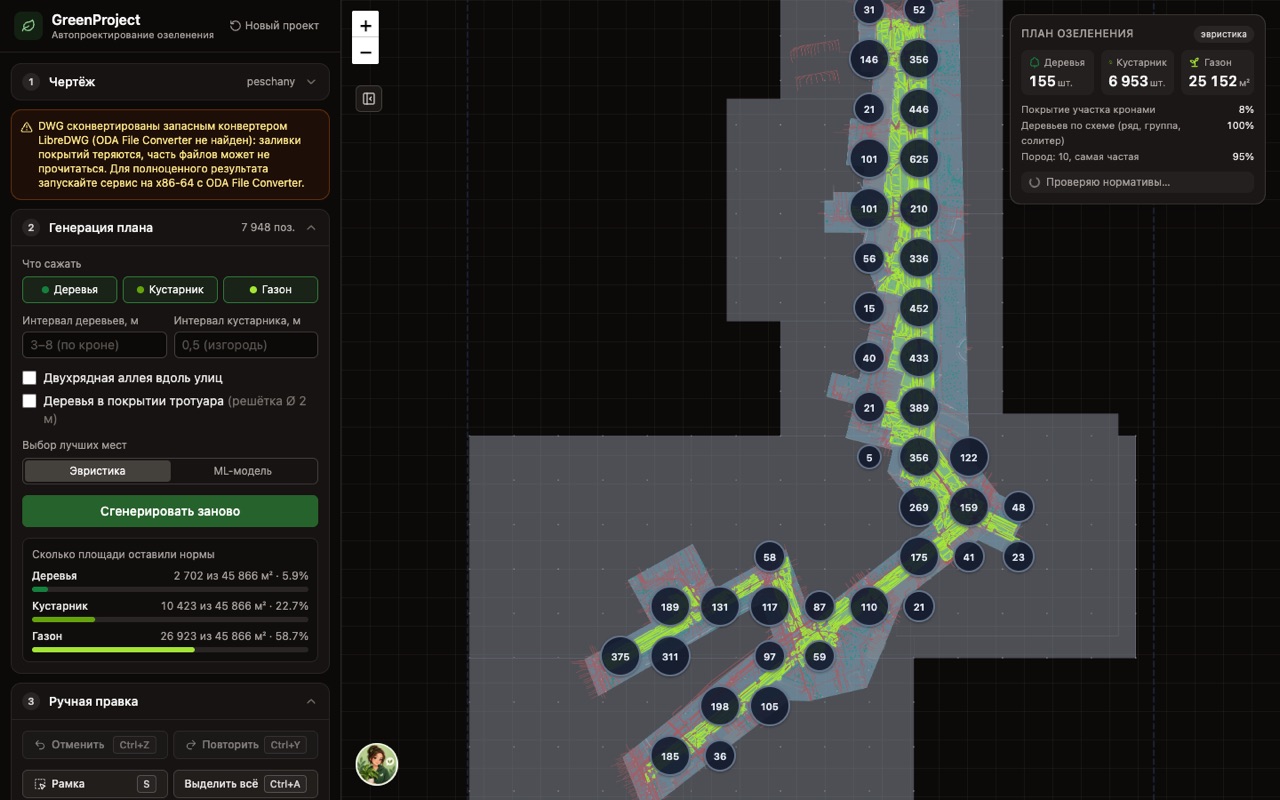 GreenProject
Автопроектирование озеленения
Новый проект
1 Чертёж peschany
DWG сконвертированы запасным конвертером
LibreDWG (ODA File Converter не найден): заливки
покрытий теряются, часть файлов может не
прочитаться. Для полноценного результата
запускайте сервис на x86-64 с ODA File Converter.
2 Генерация плана 7 948 поз.
Что сажать
Деревья Кустарник Газон
Интервал деревьев, м Интервал кустарника, м
3–8 (по кроне) 0,5 (изгородь)
Двухрядная аллея вдоль улиц
Деревья в покрытии тротуара (решётка Ø 2
м)
Выбор лучших мест
Эвристика ML-модель
Сгенерировать заново
Сколько площади оставили нормы
Деревья 2 702 из 45 866 м² · 5.9%
Кустарник 10 423 из 45 866 м² · 22.7%
Газон 26 923 из 45 866 м² · 58.7%
3 Ручная правка
Отменить Ctrl+Z Повторить Ctrl+Y
Рамка S Выделить всё Ctrl+A
+
−
31 52
146 356
21 446
101 625
101 210
56 336
15 452
40 433
21 389
5 356 122
269 159 48
58 175 41 23
189 131 117 87 110 21
375 311 97 59
198 105
185 36
ПЛАН ОЗЕЛЕНЕНИЯ эвристика
Деревья Кустарник Газон
155 шт. 6 953 шт. 25 152 м²
Покрытие участка кронами 8%
Деревьев по схеме (ряд, группа, 100%
солитер)
Пород: 10, самая частая 95%
Проверяю нормативы...